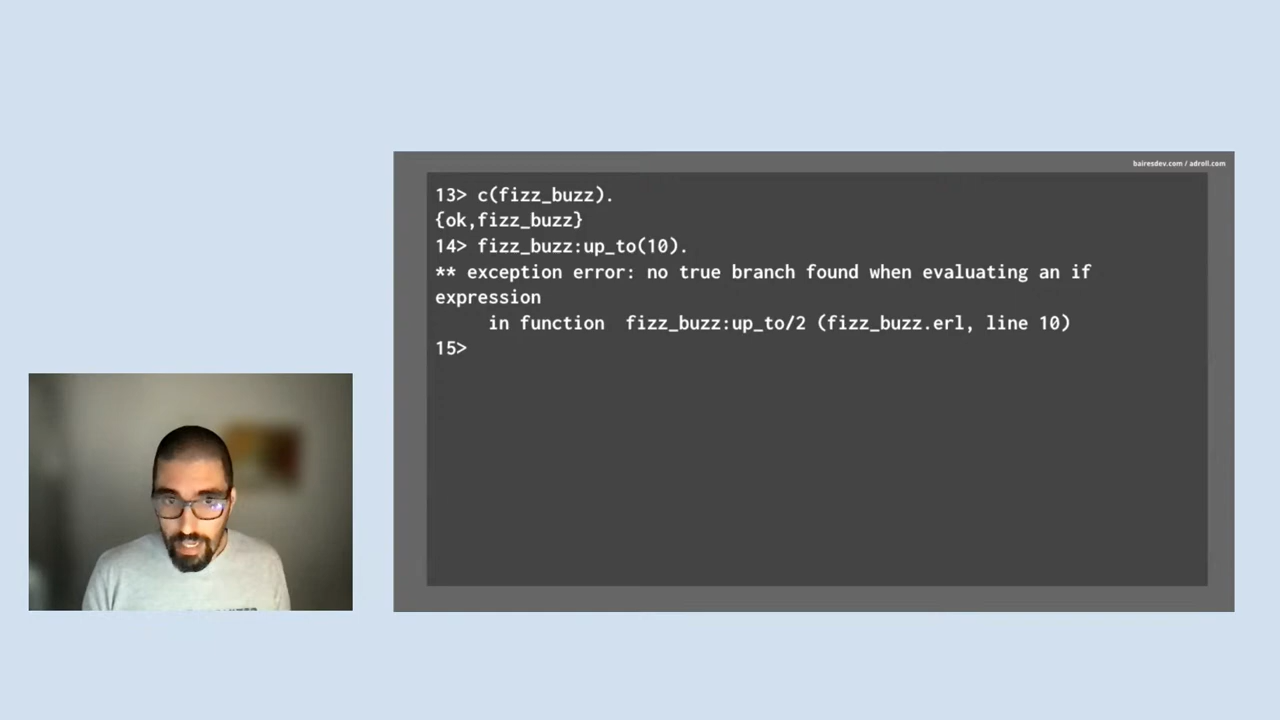 bairesdev.com / adroll.com
13> c(fizz_buzz).
{ok,fizz_buzz}
14> fizz_buzz:up_to(10).
** exception error: no true branch found when evaluating an if
expression
     in function  fizz_buzz:up_to/2 (fizz_buzz.erl, line 10)
15>